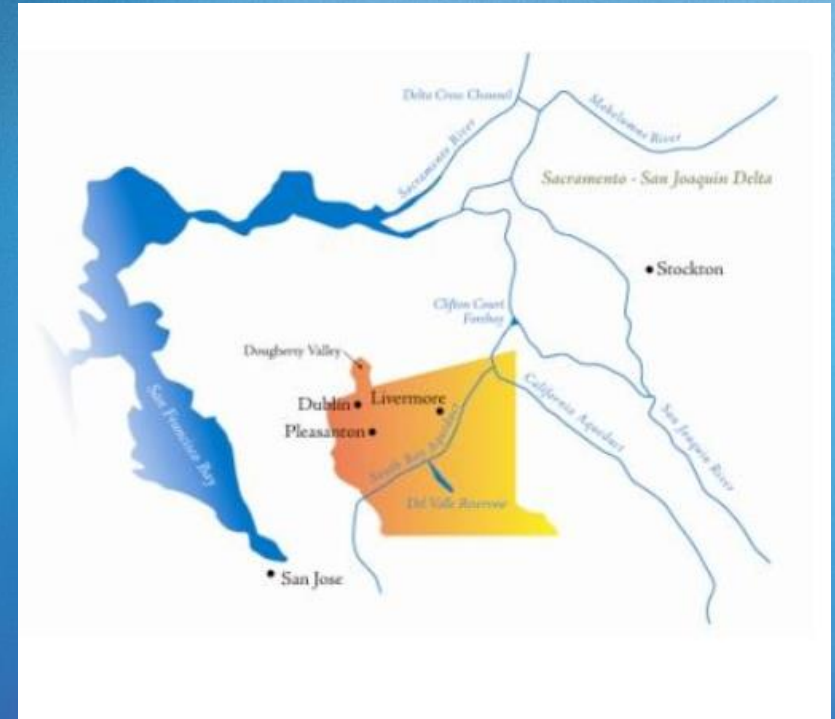 Delta Cross Channel
Mokelumne River
Sacramento River
Sacramento - San Joaquin Delta
Stockton
Clifton Court
Forebay
Dougherty Valley
Dublin
Livermore
Pleasanton
California Aqueduct
San Francisco Bay
South Bay Aqueduct
San Joaquin River
Del Valle Reservoir
San Jose